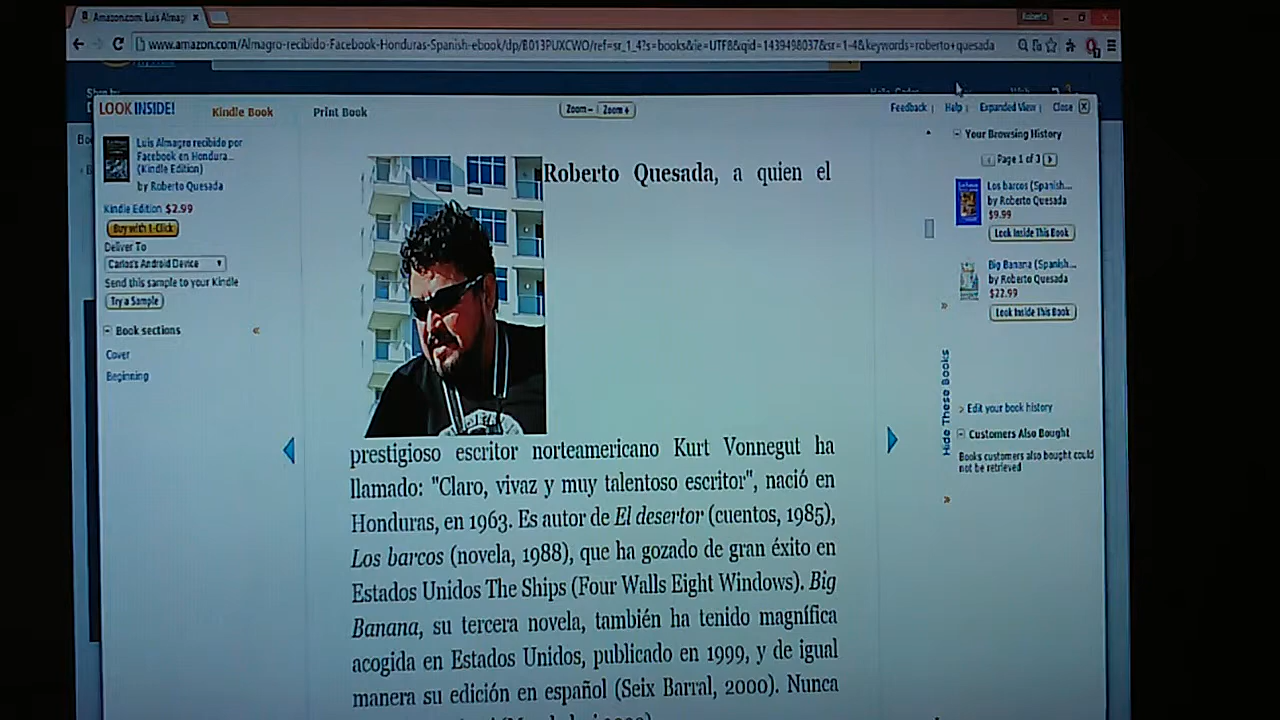 Amazon.com: Luis Almag
Roberto
www.amazon.com/Almagro-recibido-Facebook-Honduras-Spanish-ebook/dp/B013PUXCWO/ref=sr_1_4?s=books&ie=UTF8&qid=1439498037&sr=1-4&keywords=roberto+quesada
LOOK INSIDE!
Kindle Book
Print Book
Zoom -
Zoom +
Feedback |
Help |
Expanded View |
Close
Luis Almagro recibido por
Facebook en Hondura...
(Kindle Edition)
by Roberto Quesada
Kindle Edition $2.99
Buy with 1-Click
Deliver To
Carlos's Android Device
Send this sample to your Kindle
Try a Sample
Book sections
Cover
Beginning
Roberto Quesada, a quien el
prestigioso escritor norteamericano Kurt Vonnegut ha
llamado: "Claro, vivaz y muy talentoso escritor", nació en
Honduras, en 1963. Es autor de El desertor (cuentos, 1985),
Los barcos (novela, 1988), que ha gozado de gran éxito en
Estados Unidos The Ships (Four Walls Eight Windows). Big
Banana, su tercera novela, también ha tenido magnífica
acogida en Estados Unidos, publicado en 1999, y de igual
manera su edición en español (Seix Barral, 2000). Nunca
Your Browsing History
Page 1 of 3
Los barcos (Spanish...
by Roberto Quesada
$9.99
Look Inside This Book
Big Banana (Spanish...
by Roberto Quesada
$22.99
Look Inside This Book
Hide These Books
Edit your book history
Customers Also Bought
Books customers also bought could
not be retrieved